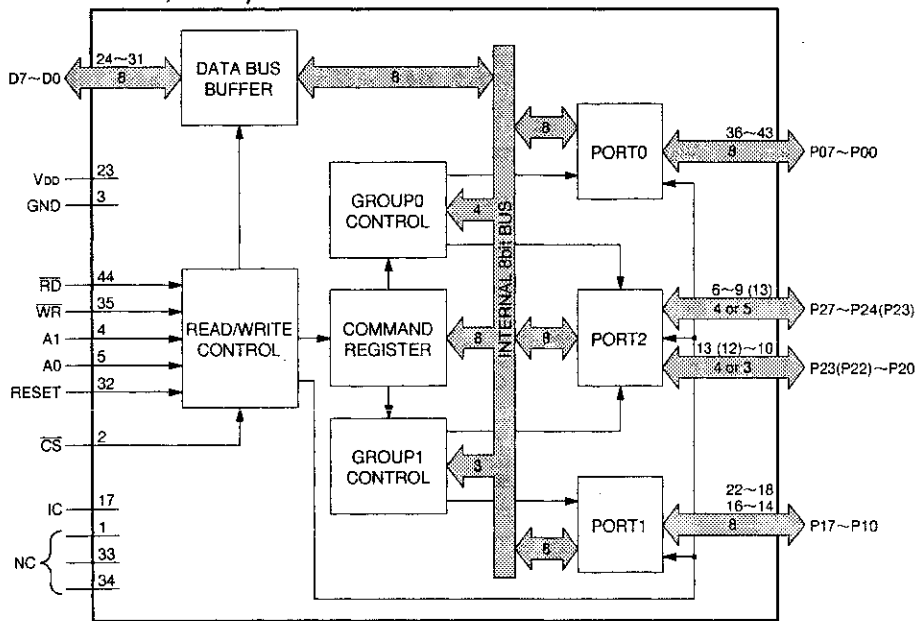 24～31
D7～D0
8
DATA BUS
BUFFER
8
8
PORT0
36～43
8
P07～P00
VDD
23
GND
3
GROUP0
CONTROL
4
INTERNAL 8bit BUS
RD
44
WR
35
A1
4
A0
5
RESET
32
CS
2
READ/WRITE
CONTROL
COMMAND
REGISTER
8
8
PORT2
6～9 (13)
4 or 5
P27～P24(P23)
13 (12)～10
4 or 3
P23(P22)～P20
GROUP1
CONTROL
3
IC
17
NC
1
33
34
8
PORT1
22～18
16～14
8
P17～P10